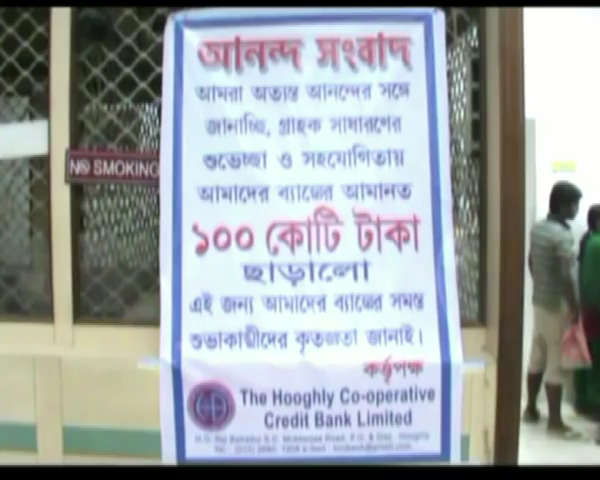 আনন্দ সংবাদ
আমরা অত্যন্ত আনন্দের সঙ্গে
জানাচ্ছি, গ্রাহক সাধারণের
শুভেচ্ছা ও সহযোগিতায়
আমাদের ব্যাঙ্কের আমানত
১০০ কোটি টাকা
ছাড়ালো
এই জন্য আমাদের ব্যাঙ্কের সমস্ত
শুভাকাঙ্খীদের কৃতজ্ঞতা জানাই।
কর্ত্তৃপক্ষ
The Hooghly Co-operative
Credit Bank Limited
NO SMOKING